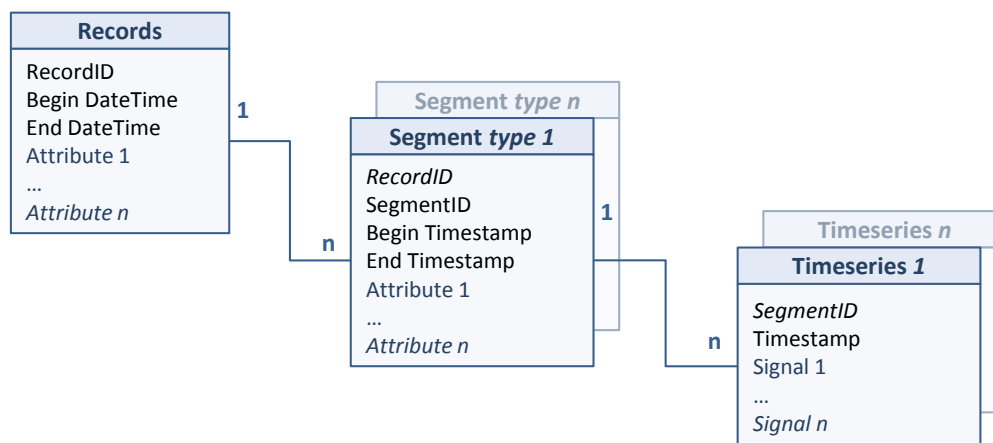 Records
RecordID
Begin DateTime
End DateTime
Attribute 1
...
Attribute n
1
n
Segment type n
Segment type 1
RecordID
SegmentID
Begin Timestamp
End Timestamp
Attribute 1
...
Attribute n
1
n
Timeseries n
Timeseries 1
SegmentID
Timestamp
Signal 1
...
Signal n